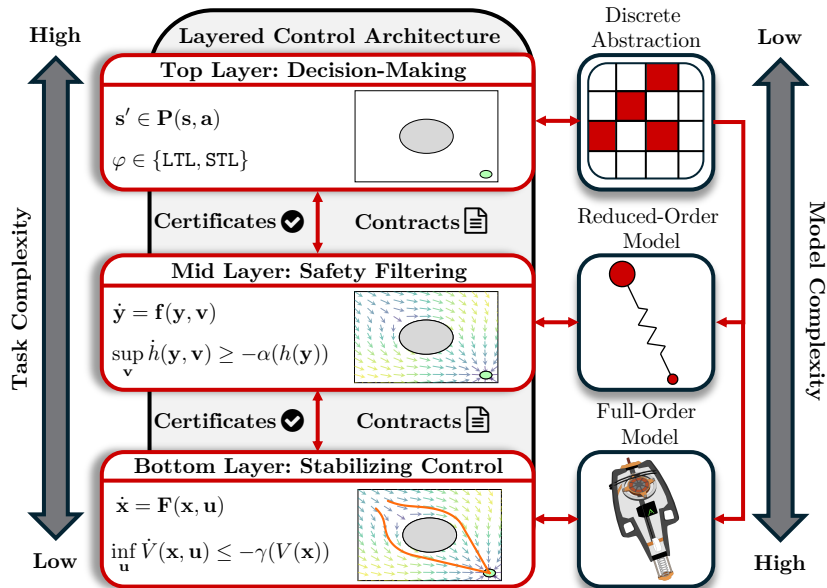 High
Layered Control Architecture
Discrete
Abstraction
Low
Top Layer: Decision-Making
s′ ∈ P(s, a)
φ ∈ {LTL, STL}
Certificates
Contracts
Reduced-Order
Model
Task Complexity
Model Complexity
Mid Layer: Safety Filtering
ẏ = f(y, v)
sup ḣ(y, v) ≥ −α(h(y))
v
Certificates
Contracts
Full-Order
Model
Bottom Layer: Stabilizing Control
ẋ = F(x, u)
inf V̇(x, u) ≤ −γ(V(x))
u
Low
High